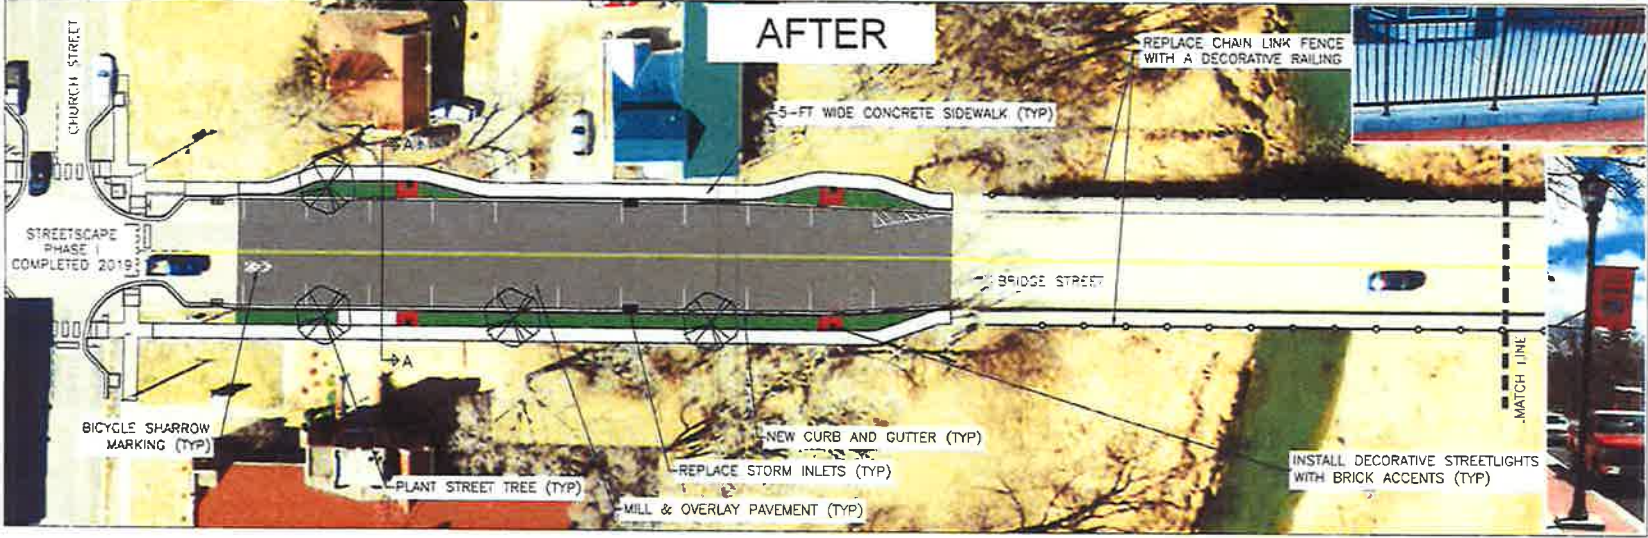 AFTER
CHURCH STREET
REPLACE CHAIN LINK FENCE
WITH A DECORATIVE RAILING
5-FT WIDE CONCRETE SIDEWALK (TYP)
A
STREETSCAPE
PHASE 1
COMPLETED 2019
BRIDGE STREET
A
MATCH LINE
BICYCLE SHARROW
MARKING (TYP)
NEW CURB AND GUTTER (TYP)
REPLACE STORM INLETS (TYP)
PLANT STREET TREE (TYP)
MILL & OVERLAY PAVEMENT (TYP)
INSTALL DECORATIVE STREETLIGHTS
WITH BRICK ACCENTS (TYP)